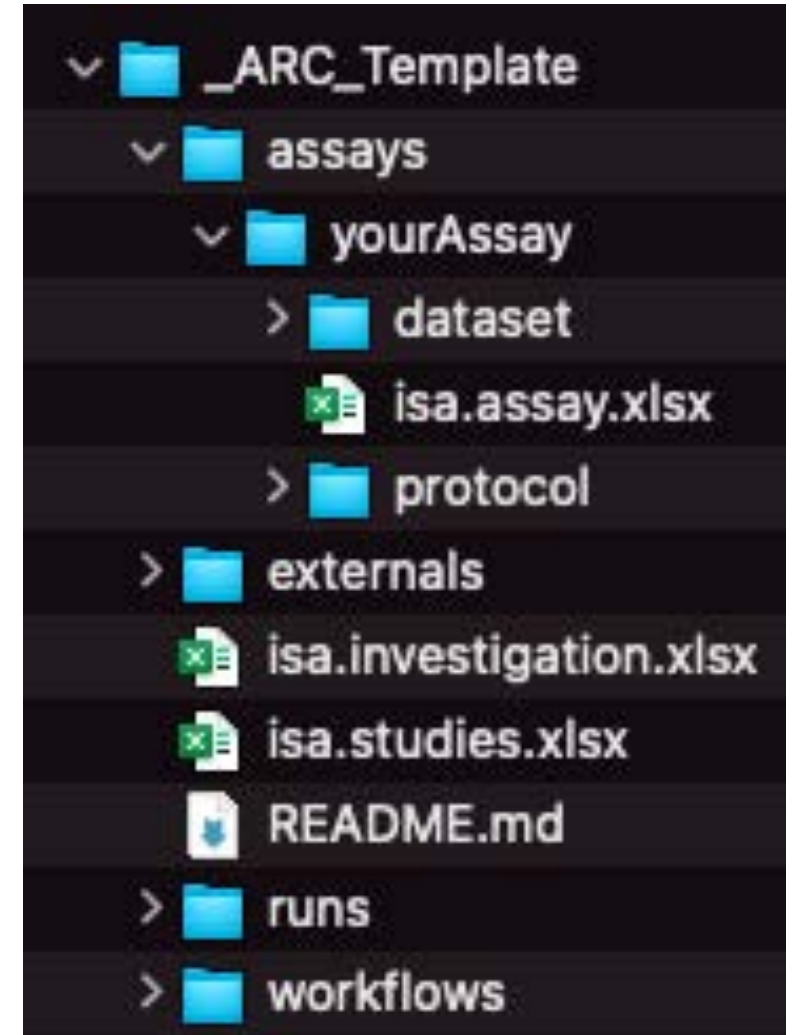 _ARC_Template
assays
yourAssay
dataset
isa.assay.xlsx
protocol
externals
isa.investigation.xlsx
isa.studies.xlsx
README.md
runs
workflows